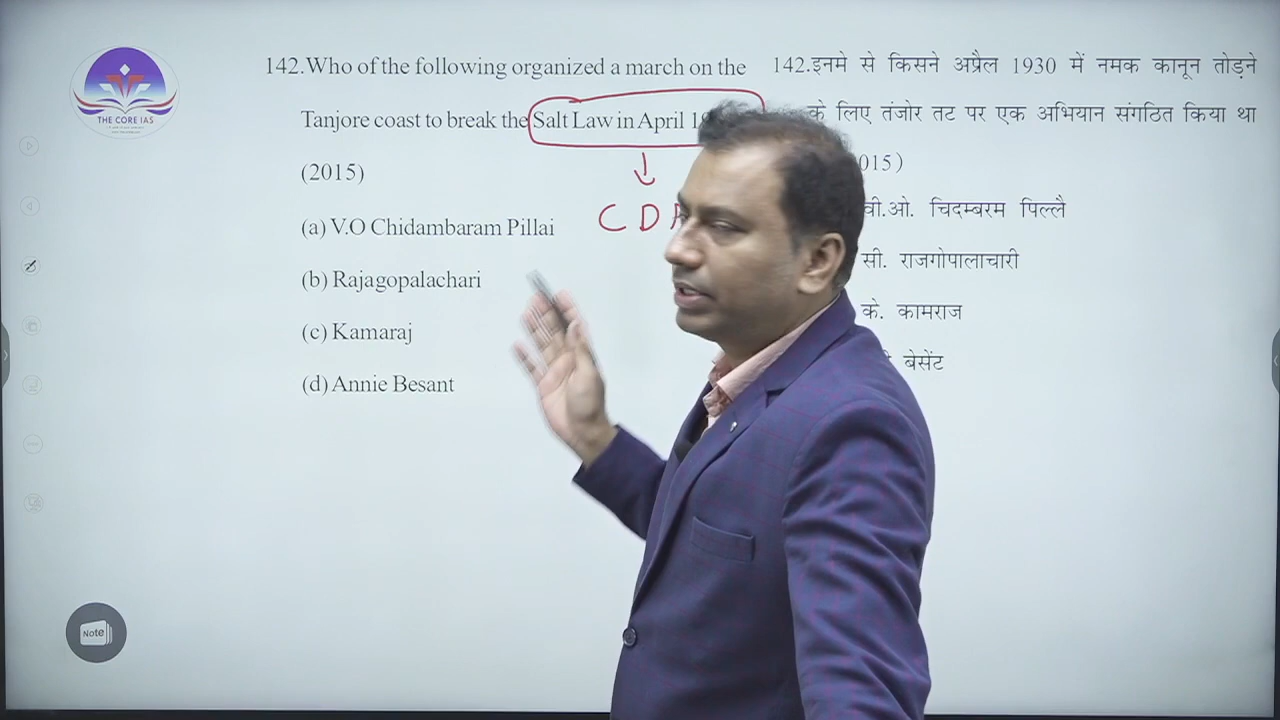 THE CORE IAS
142.Who of the following organized a march on the
Tanjore coast to break the Salt Law in April
(2015)
(a) V.O Chidambaram Pillai
(b) Rajagopalachari
(c) Kamaraj
(d) Annie Besant
C D
142.इनमे से किसने अप्रैल 1930 में नमक कानून तोड़ने
के लिए तंजोर तट पर एक अभियान संगठित किया था
015)
वी.ओ. चिदम्बरम पिल्लै
सी. राजगोपालाचारी
के. कामराज
बेसेंट
Note